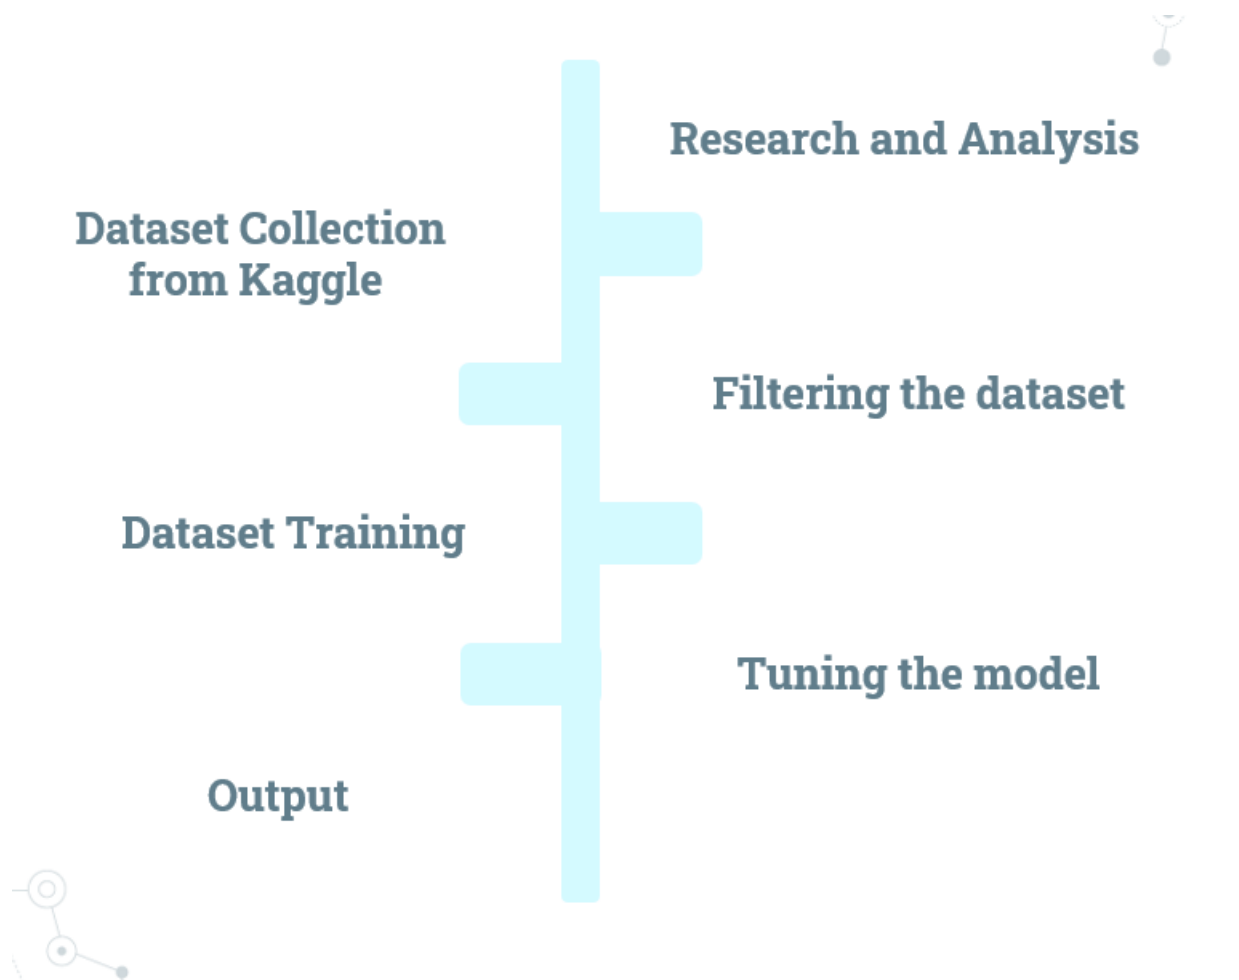 Research and Analysis
Dataset Collection
from Kaggle
Filtering the dataset
Dataset Training
Tuning the model
Output